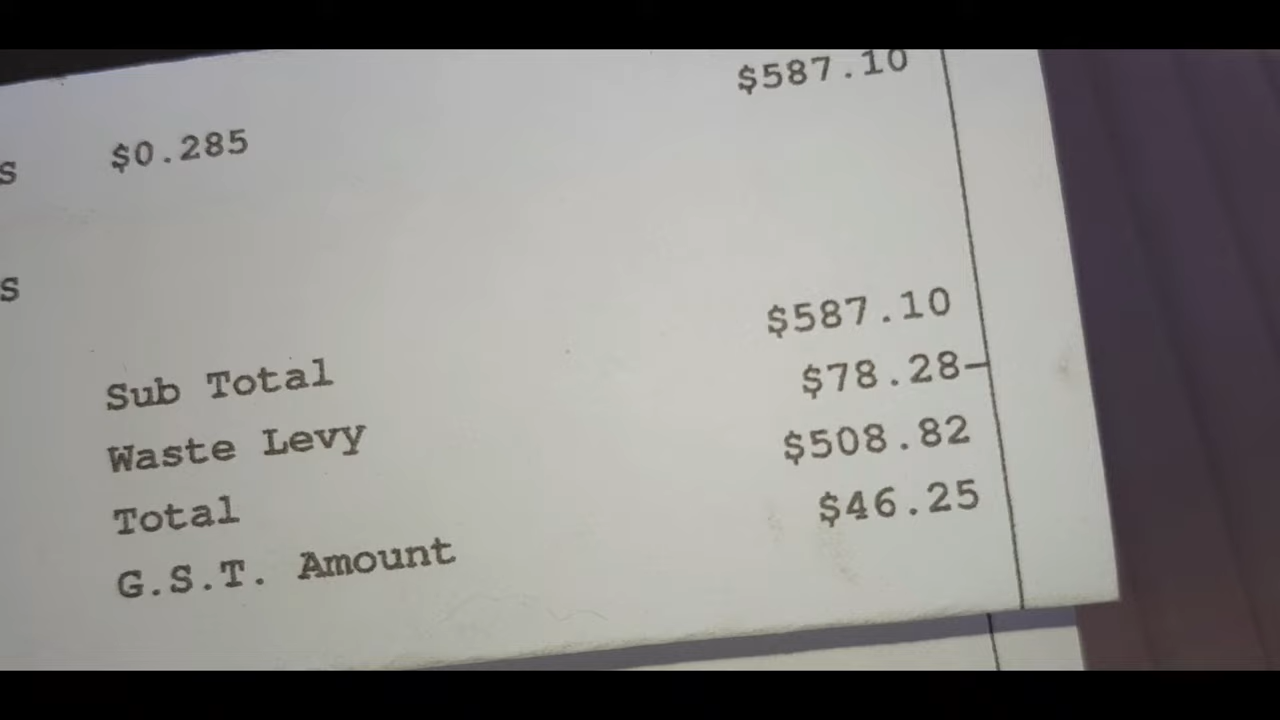 $587.10
s $0.285
s
Sub Total $587.10
Waste Levy $78.28-
Total $508.82
G.S.T. Amount $46.25